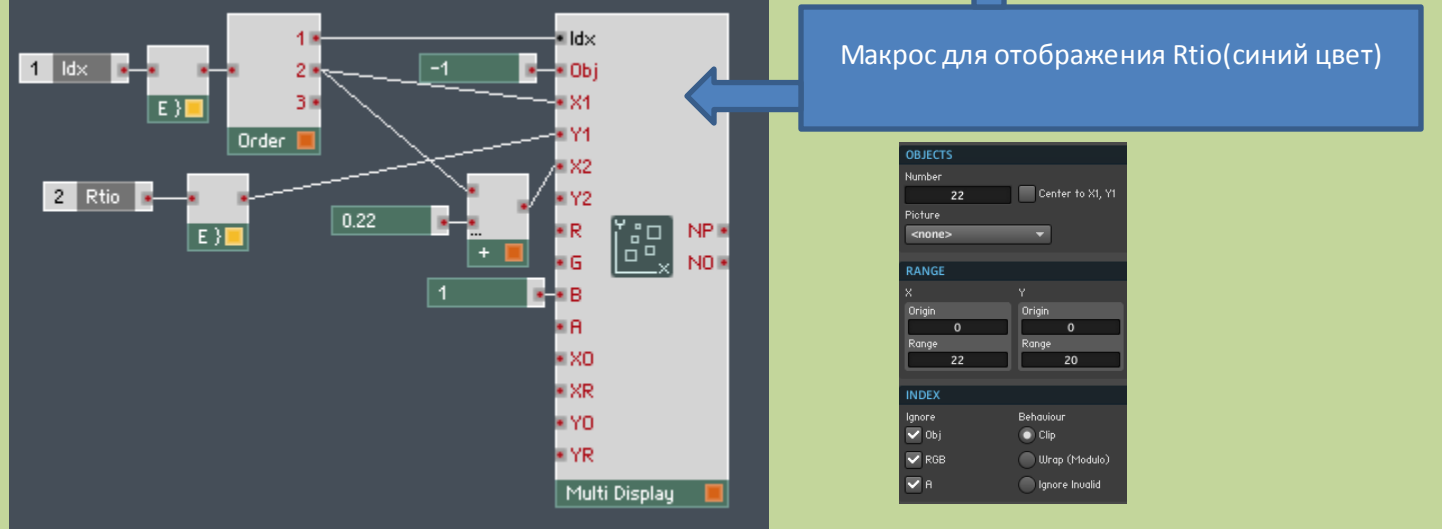 Макрос для отображения Rtio(синий цвет)
1 Idx
E }
1
2
3
Order
2 Rtio
E }
-1
0.22
...
+
1
Idx
Obj
X1
Y1
X2
Y2
R
G
B
A
XO
XR
YO
YR
Y
X
NP
NO
Multi Display
OBJECTS
Number
22
Center to X1, Y1
Picture
<none>
RANGE
X Y
Origin Origin
0 0
Range Range
22 20
INDEX
Ignore Behaviour
Obj Clip
RGB Wrap (Modulo)
A Ignore Invalid